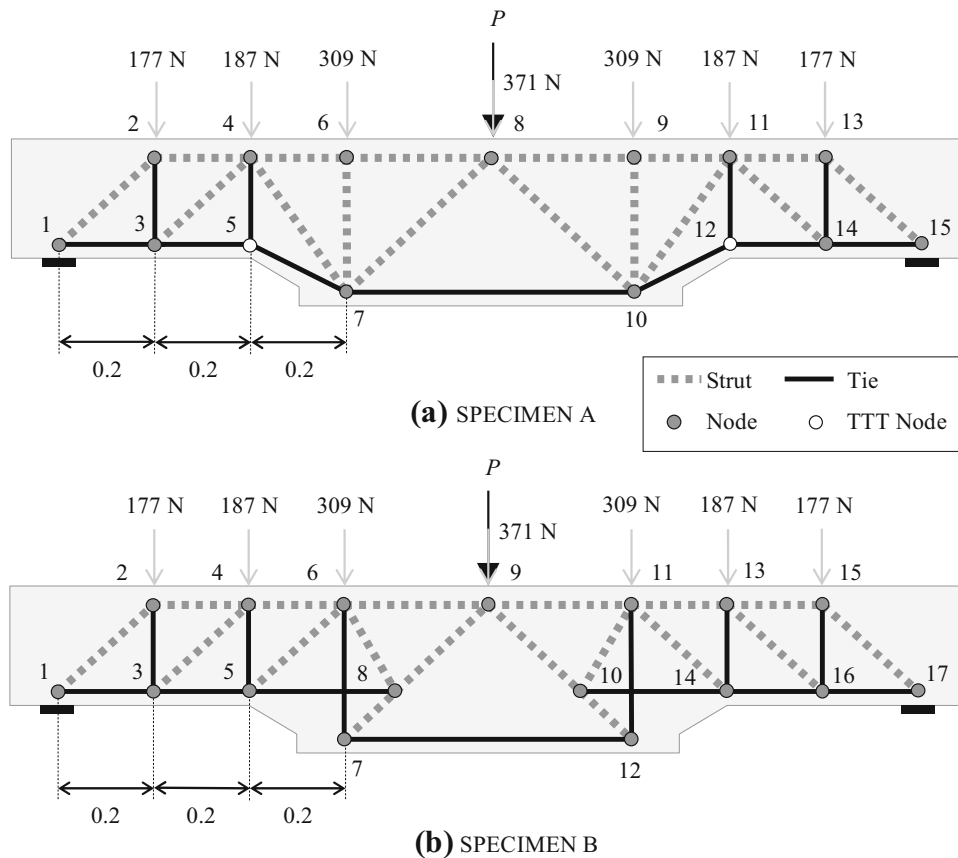 P
177 N 187 N 309 N 371 N 309 N 187 N 177 N
2 4 6 8 9 11 13
1 3 5 12 14 15
7 10
0.2 0.2 0.2
(a) SPECIMEN A
Strut Tie
Node TTT Node
P
177 N 187 N 309 N 371 N 309 N 187 N 177 N
2 4 6 9 11 13 15
1 3 5 8 10 14 16 17
7 12
0.2 0.2 0.2
(b) SPECIMEN B